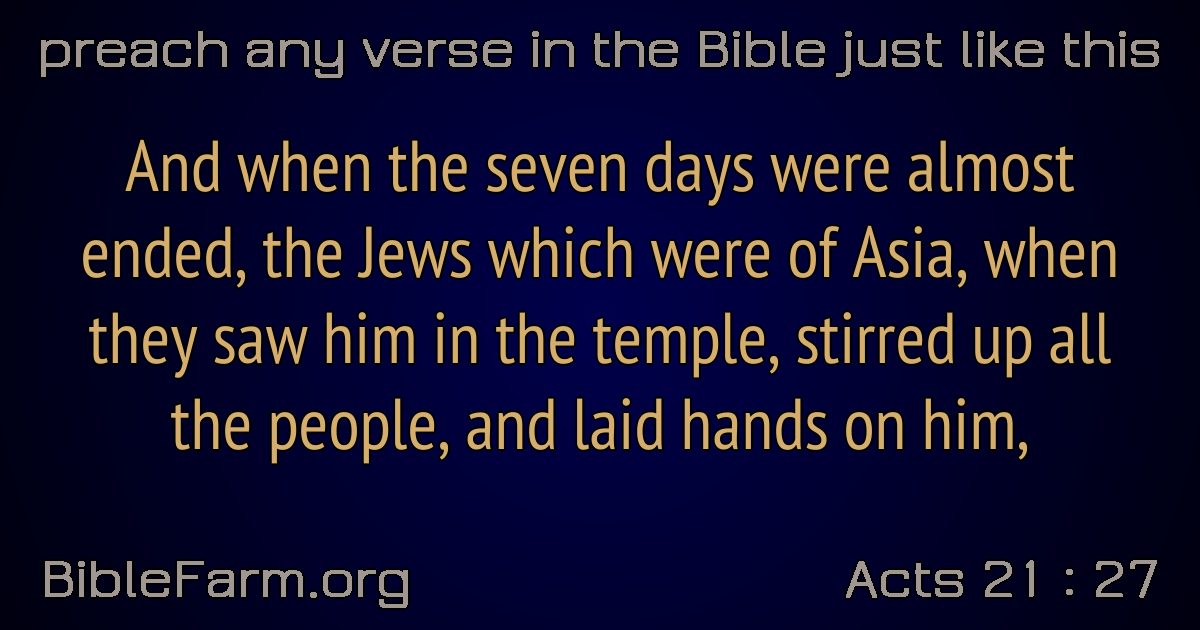 preach any verse in the Bible just like this
And when the seven days were almost
ended, the Jews which were of Asia, when
they saw him in the temple, stirred up all
the people, and laid hands on him,
BibleFarm.org
Acts 21 : 27